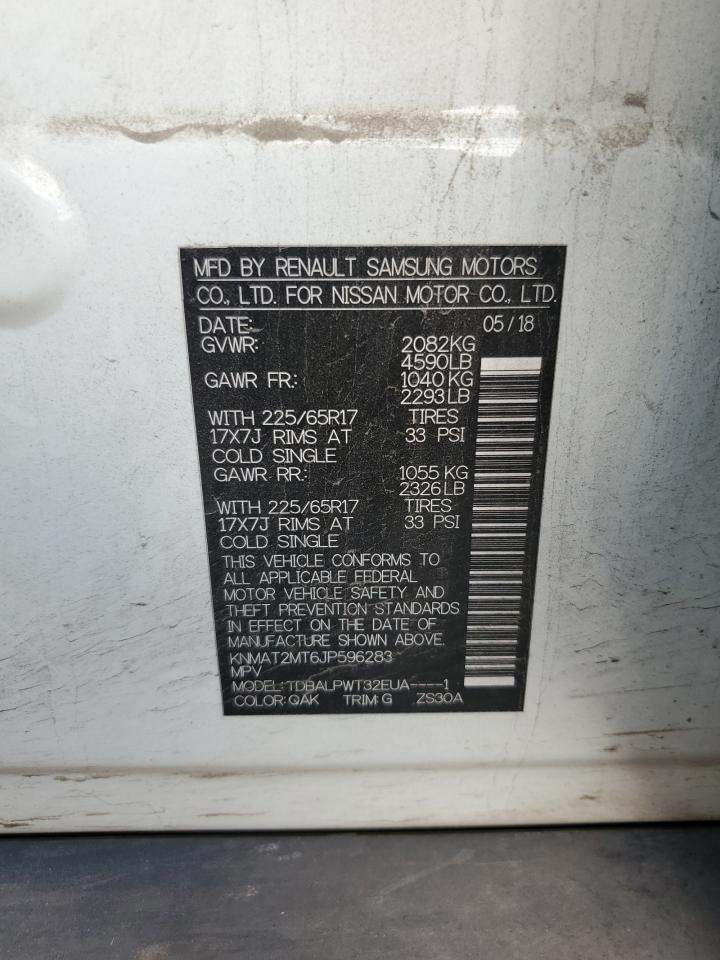 MFD BY RENAULT SAMSUNG MOTORS
CO., LTD. FOR NISSAN MOTOR CO., LTD.
DATE: 05/18
GVWR: 2082KG
4590LB
GAWR FR.: 1040KG
2293LB
WITH 225/65R17 TIRES
17X7J RIMS AT 33 PSI
COLD SINGLE
GAWR RR.: 1055 KG
2326LB
WITH 225/65R17 TIRES
17X7J RIMS AT 33 PSI
COLD SINGLE
THIS VEHICLE CONFORMS TO
ALL APPLICABLE FEDERAL
MOTOR VEHICLE SAFETY AND
THEFT PREVENTION STANDARDS
IN EFFECT ON THE DATE OF
MANUFACTURE SHOWN ABOVE.
KNMAT2MT6JP596283
MPV
MODEL: TDBALPWT32EUA----1
COLOR: QAK TRIM: G ZS30A